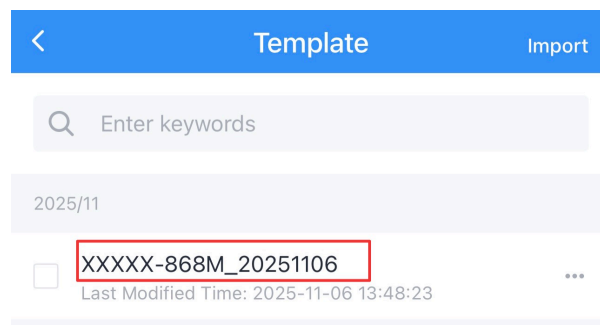 Template
Import
Enter keywords
2025/11
XXXXX-868M_20251106
Last Modified Time: 2025-11-06 13:48:23